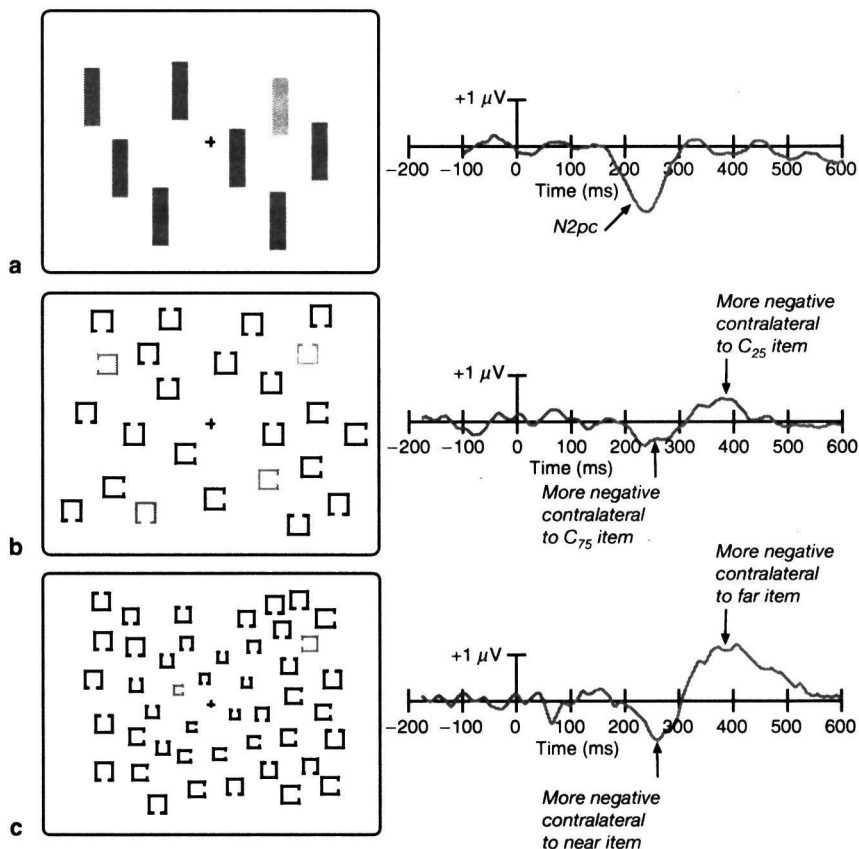 +1 μV
−200 −100 0 100 200 300 400 500 600
Time (ms)
N2pc
a
More negative
contralateral
to C25 item
+1 μV
−200 −100 0 100 200 300 400 500 600
Time (ms)
More negative
contralateral
to C75 item
b
More negative
contralateral
to far item
+1 μV
−200 −100 0 100 200 300 400 500 600
Time (ms)
More negative
contralateral
to near item
c